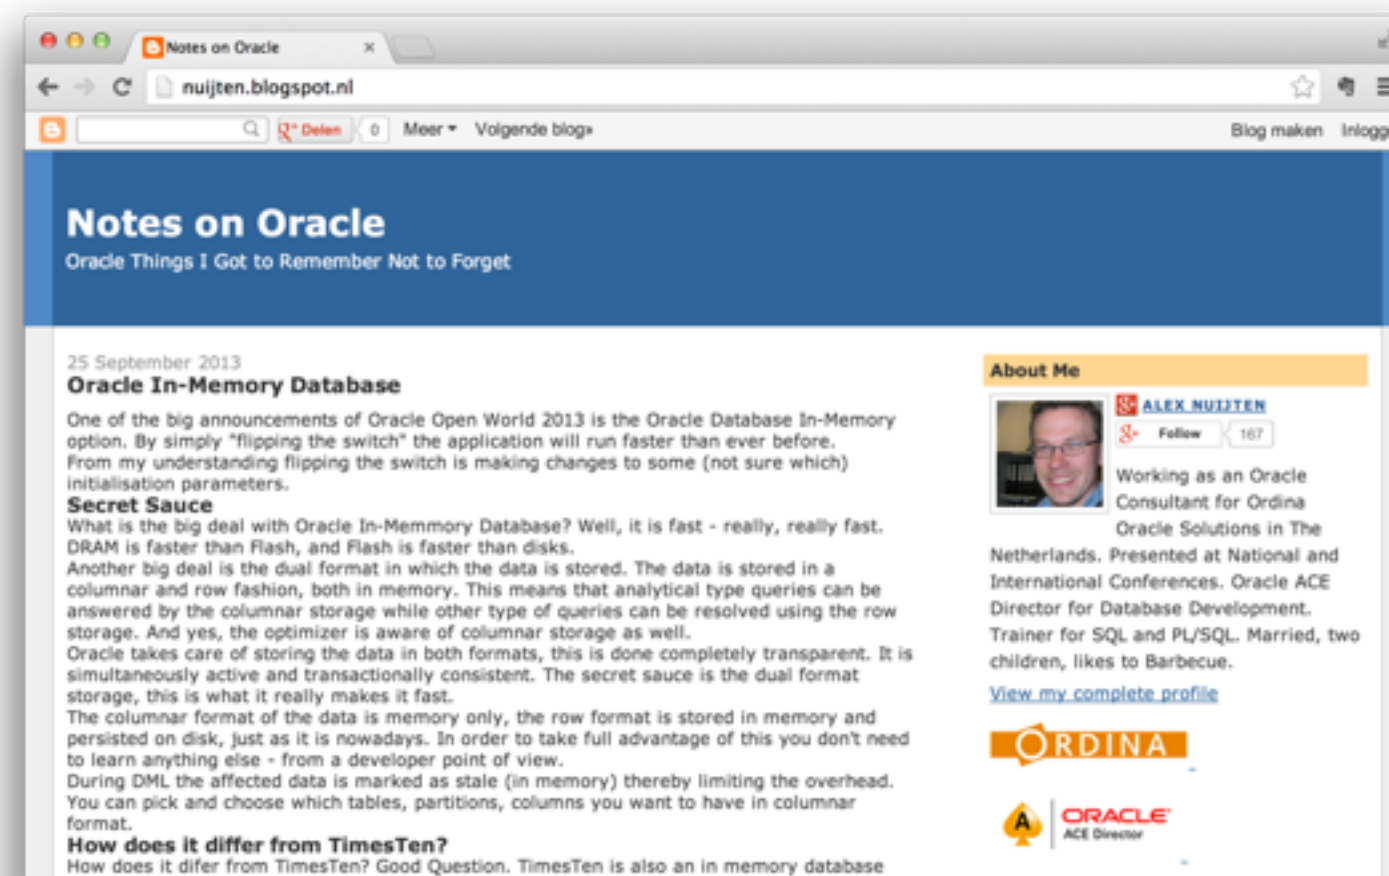 Notes on Oracle
nuijten.blogspot.nl
g+ Delen 0 Meer Volgende blog»
Blog maken Inlogg
Notes on Oracle
Oracle Things I Got to Remember Not to Forget
25 September 2013
Oracle In-Memory Database
One of the big announcements of Oracle Open World 2013 is the Oracle Database In-Memory
option. By simply "flipping the switch" the application will run faster than ever before.
From my understanding flipping the switch is making changes to some (not sure which)
initialisation parameters.
Secret Sauce
What is the big deal with Oracle In-Memmory Database? Well, it is fast - really, really fast.
DRAM is faster than Flash, and Flash is faster than disks.
Another big deal is the dual format in which the data is stored. The data is stored in a
columnar and row fashion, both in memory. This means that analytical type queries can be
answered by the columnar storage while other type of queries can be resolved using the row
storage. And yes, the optimizer is aware of columnar storage as well.
Oracle takes care of storing the data in both formats, this is done completely transparent. It is
simultaneously active and transactionally consistent. The secret sauce is the dual format
storage, this is what it really makes it fast.
The columnar format of the data is memory only, the row format is stored in memory and
persisted on disk, just as it is nowadays. In order to take full advantage of this you don't need
to learn anything else - from a developer point of view.
During DML the affected data is marked as stale (in memory) thereby limiting the overhead.
You can pick and choose which tables, partitions, columns you want to have in columnar
format.
How does it differ from TimesTen?
How does it difer from TimesTen? Good Question. TimesTen is also an in memory database
About Me
g+ ALEX NUIJTEN
g+ Follow 167
Working as an Oracle
Consultant for Ordina
Oracle Solutions in The
Netherlands. Presented at National and
International Conferences. Oracle ACE
Director for Database Development.
Trainer for SQL and PL/SQL. Married, two
children, likes to Barbecue.
View my complete profile
ORDINA
A ORACLE
ACE Director